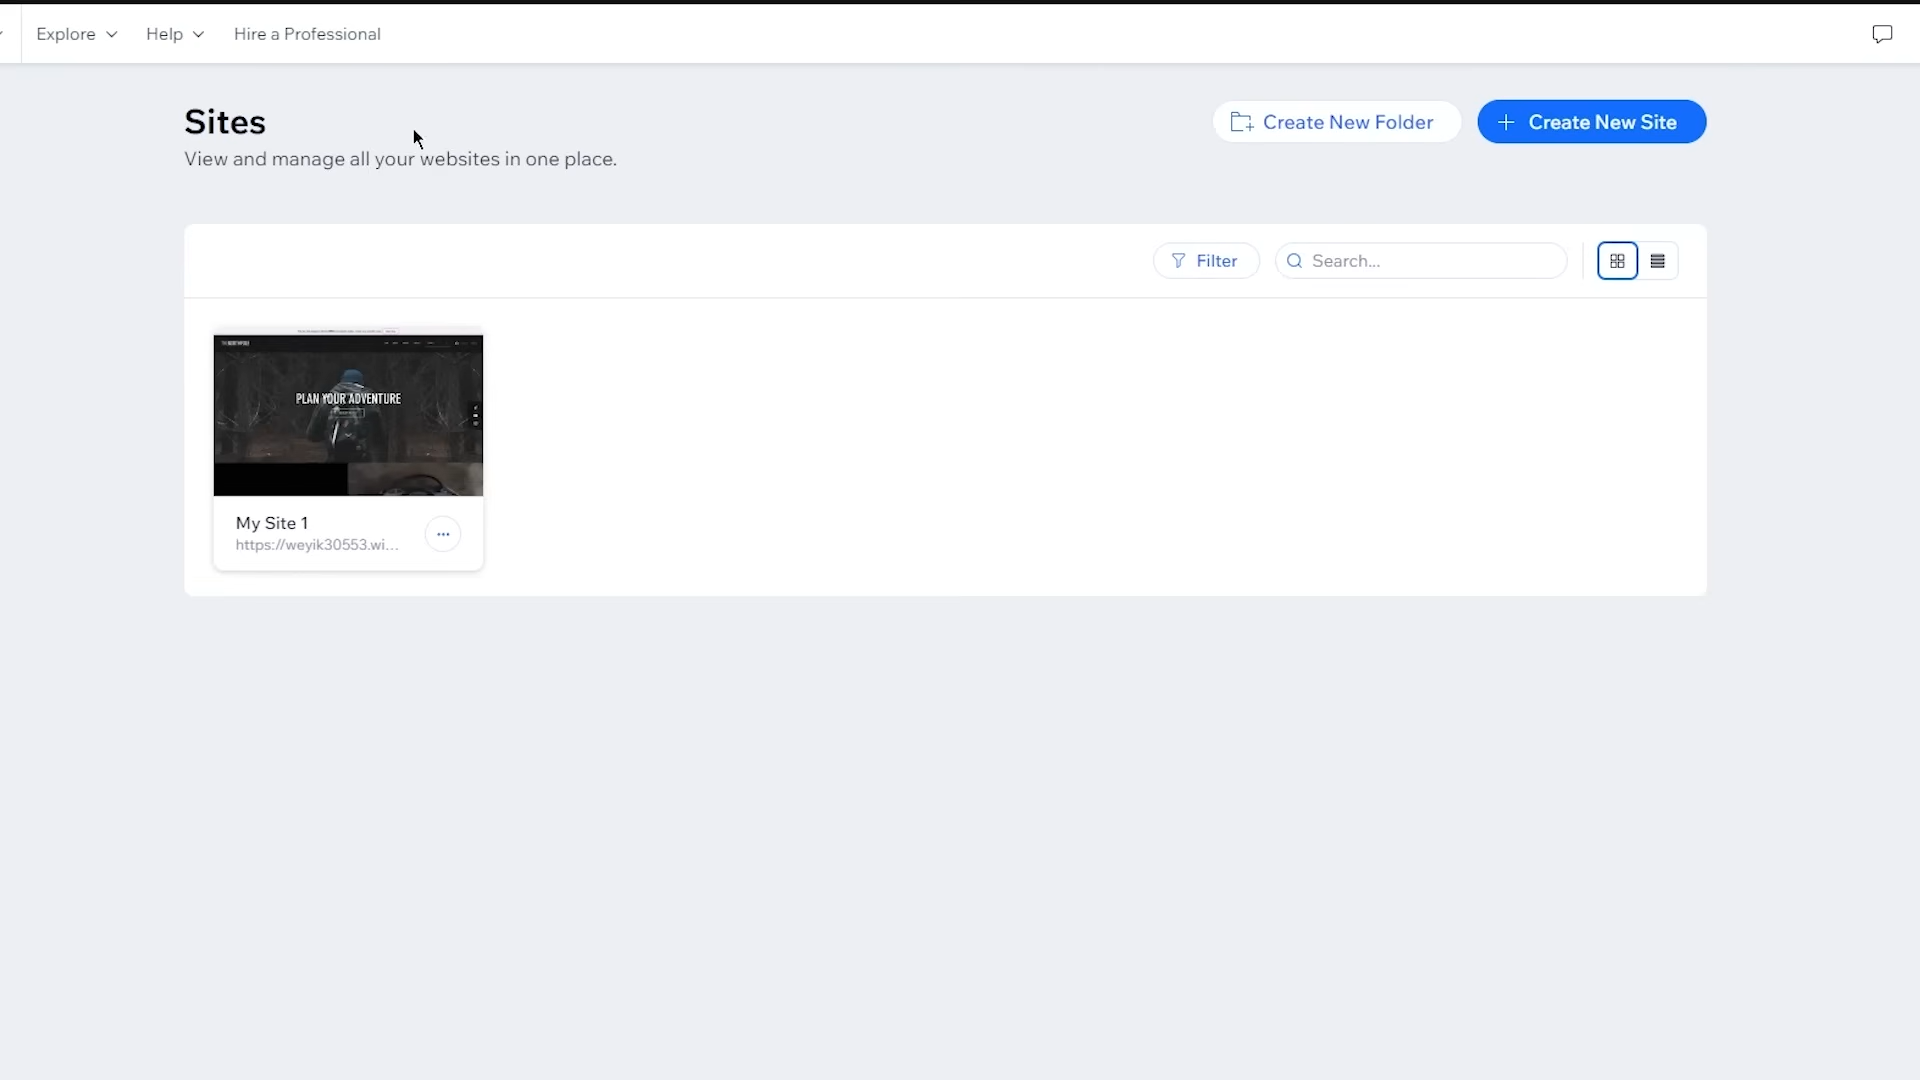 Explore
Help
Hire a Professional
Sites
View and manage all your websites in one place.
Create New Folder
+ Create New Site
Filter
Search...
PLAN YOUR ADVENTURE
My Site 1
https://weyik30553.wi...